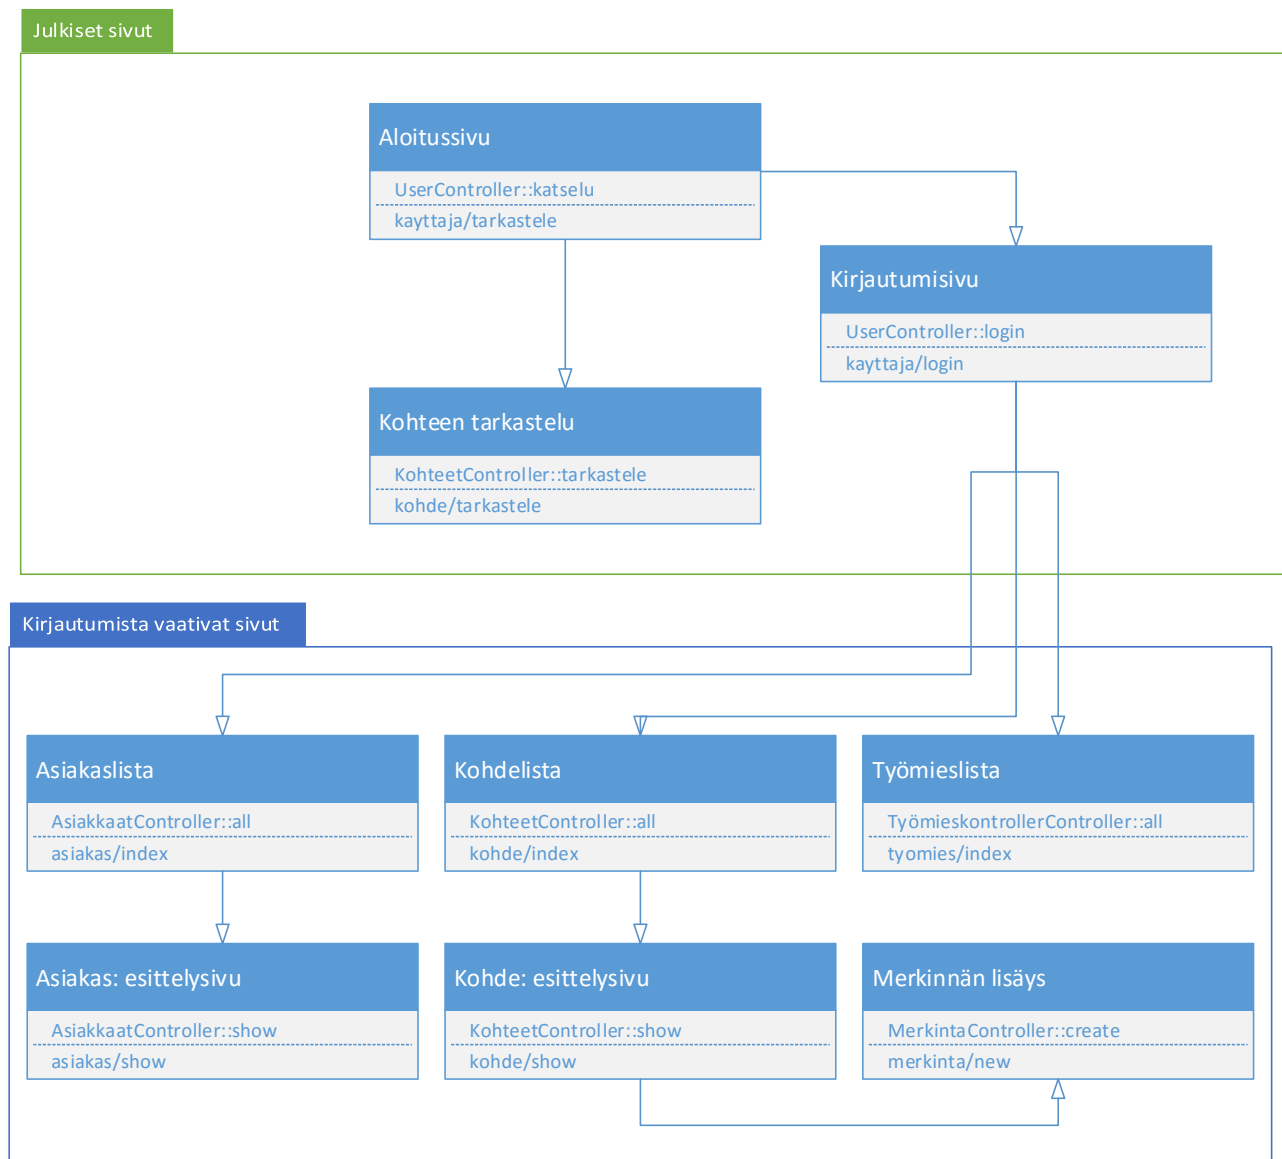 Julkiset sivut
Aloitussivu
UserController::katselu
kayttaja/tarkastele
Kirjautumisivu
UserController::login
kayttaja/login
Kohteen tarkastelu
KohteetController::tarkastele
kohde/tarkastele
Kirjautumista vaativat sivut
Asiakaslista
AsiakkaatController::all
asiakas/index
Kohdelista
KohteetController::all
kohde/index
Työmieslista
TyömieskontrollerController::all
tyomies/index
Asiakas: esittelysivu
AsiakkaatController::show
asiakas/show
Kohde: esittelysivu
KohteetController::show
kohde/show
Merkinnän lisäys
MerkintaController::create
merkinta/new